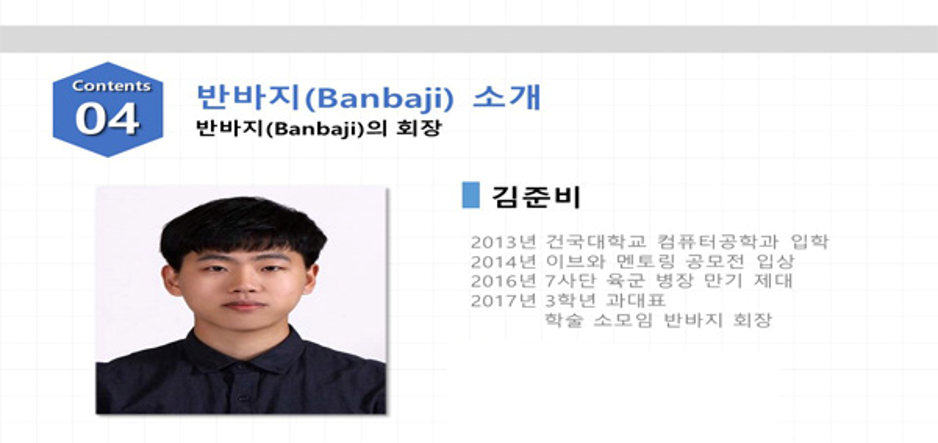 Contents
04
반바지(Banbaji) 소개
반바지(Banbaji)의 회장
김준비
2013년 건국대학교 컴퓨터공학과 입학
2014년 이브와 멘토링 공모전 입상
2016년 7사단 육군 병장 만기 제대
2017년 3학년 과대표
학술 소모임 반바지 회장